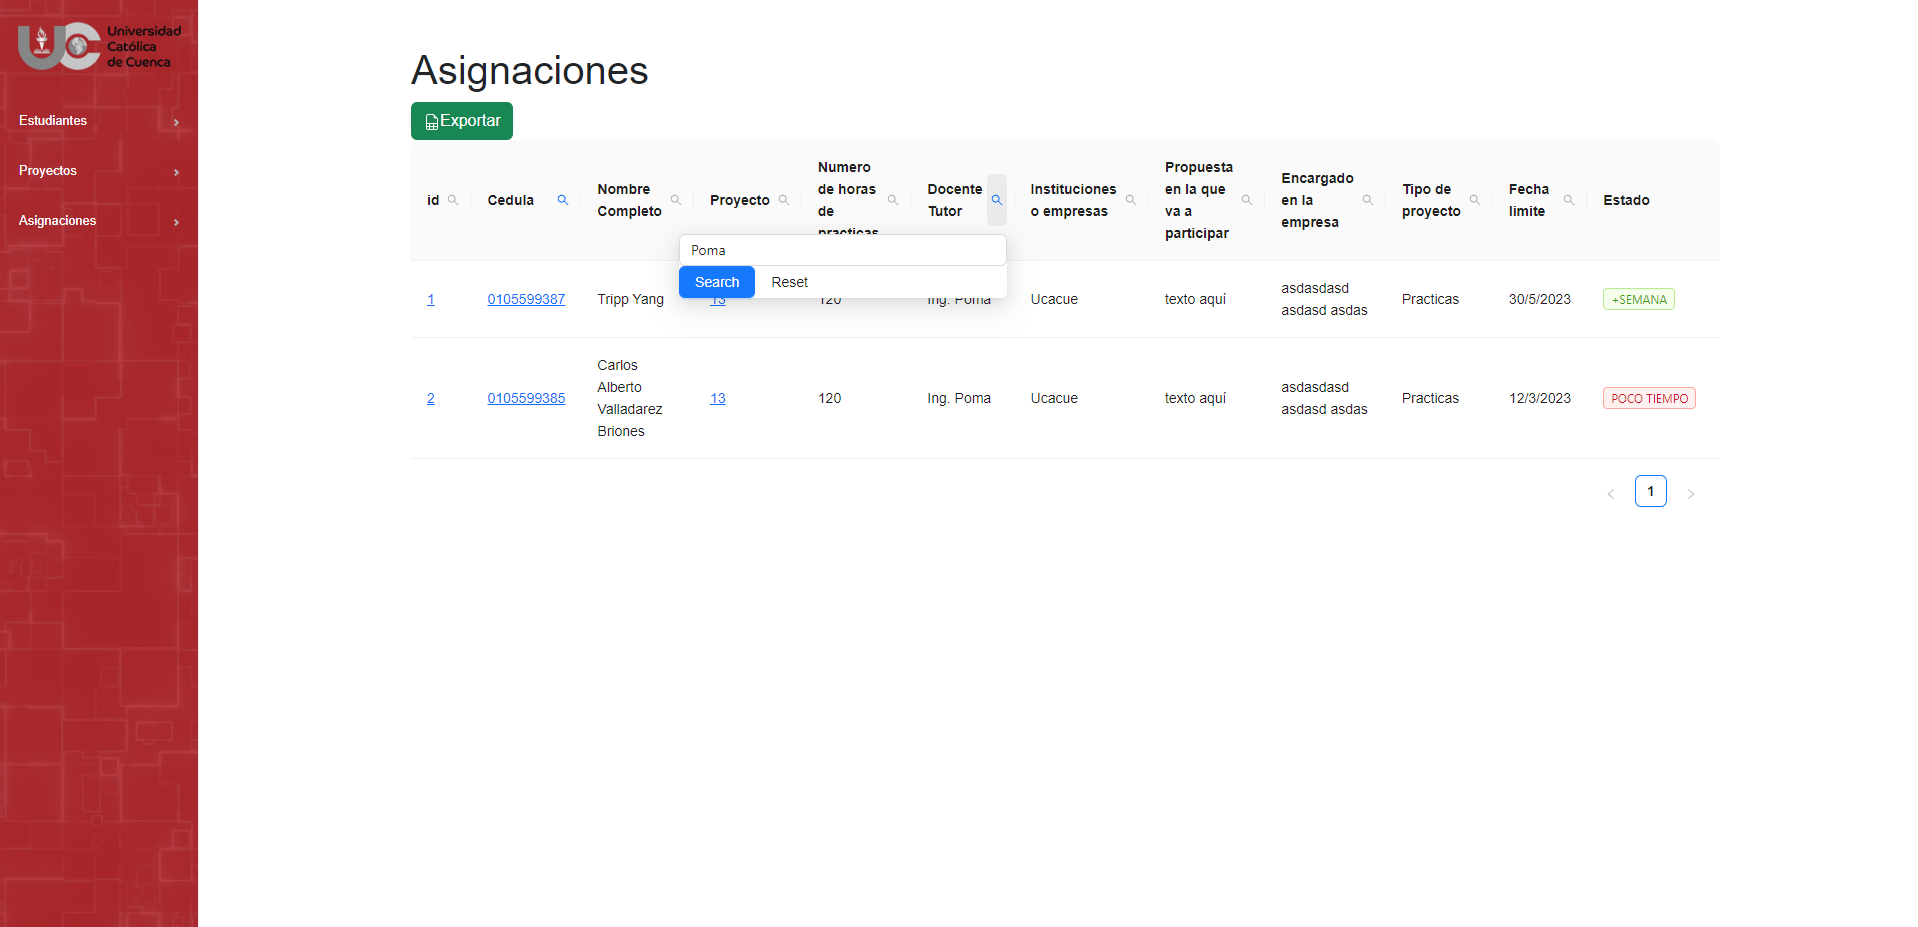 Universidad
Católica
de Cuenca
Estudiantes
Proyectos
Asignaciones
Asignaciones
Exportar
id
Cedula
Nombre
Completo
Proyecto
Numero
de horas
de
practicas
Docente
Tutor
Instituciones
o empresas
Propuesta
en la que
va a
participar
Encargado
en la
empresa
Tipo de
proyecto
Fecha
limite
Estado
Poma
Search Reset
1
0105599387
Tripp Yang
13
120
Ing. Poma
Ucacue
texto aquí
asdasdasd
asdasd asdas
Practicas
30/5/2023
+SEMANA
2
0105599385
Carlos
Alberto
Valladarez
Briones
13
120
Ing. Poma
Ucacue
texto aquí
asdasdasd
asdasd asdas
Practicas
12/3/2023
POCO TIEMPO
1